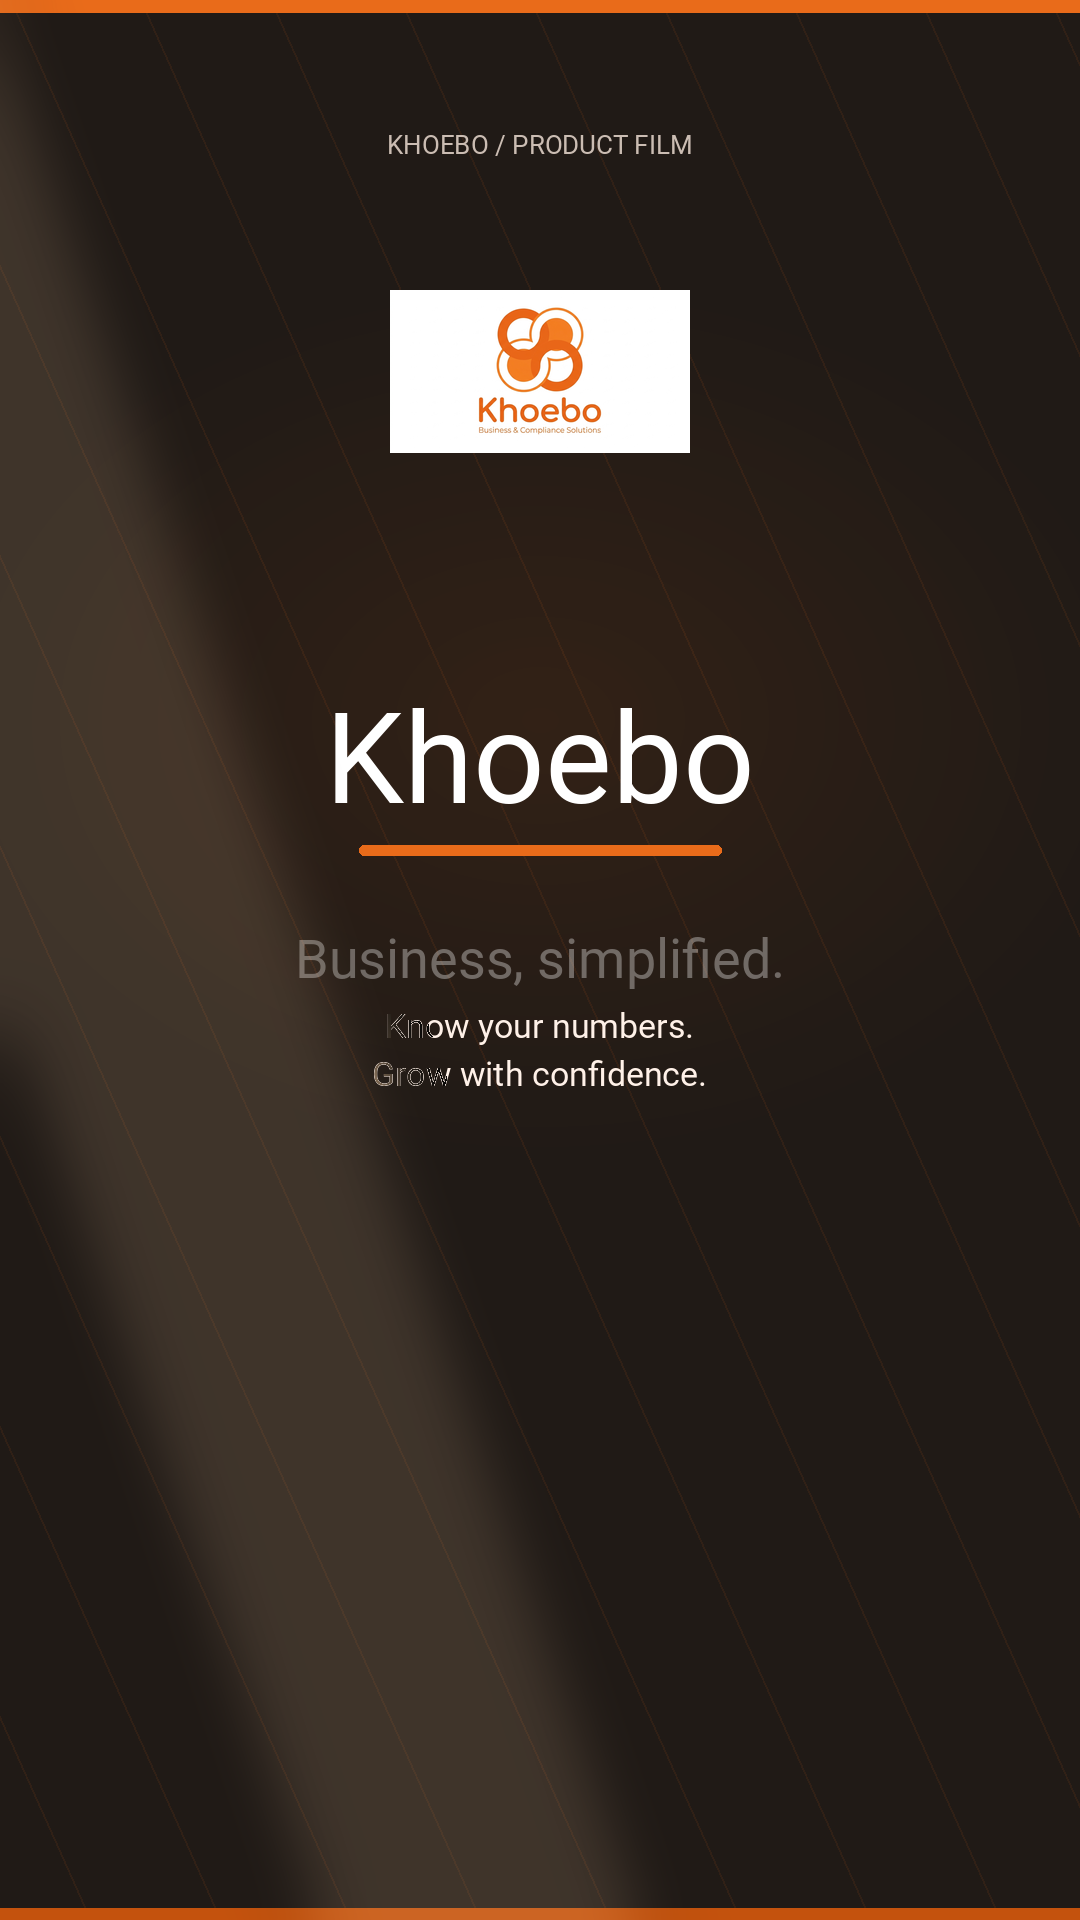 KHOEBO / PRODUCT FILM
Khoebo
Business & Compliance Solutions
Khoebo
Business, simplified.
Know your numbers.
Grow with confidence.